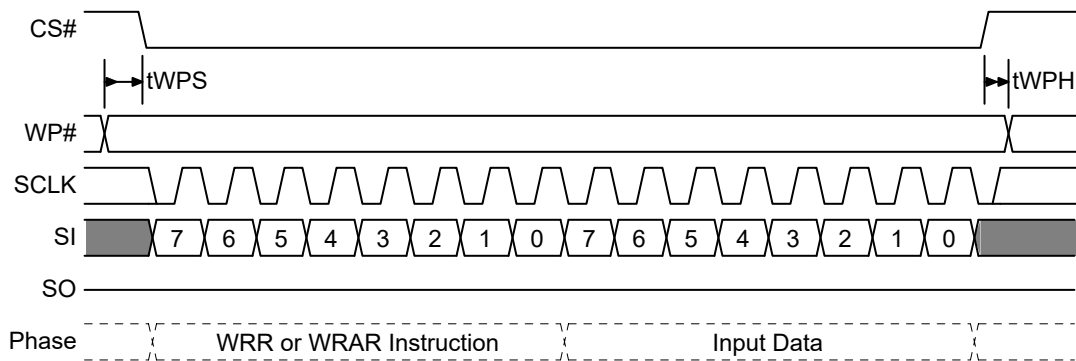 CS#
tWPS
tWPH
WP#
SCLK
SI 7 6 5 4 3 2 1 0 7 6 5 4 3 2 1 0
SO
Phase WRR or WRAR Instruction Input Data